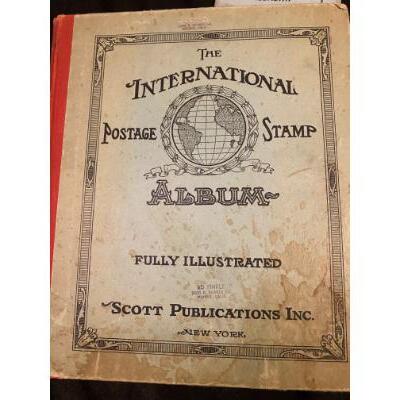 The
International
Postage Stamp
Album
Fully Illustrated
Scott Publications Inc.
New York.